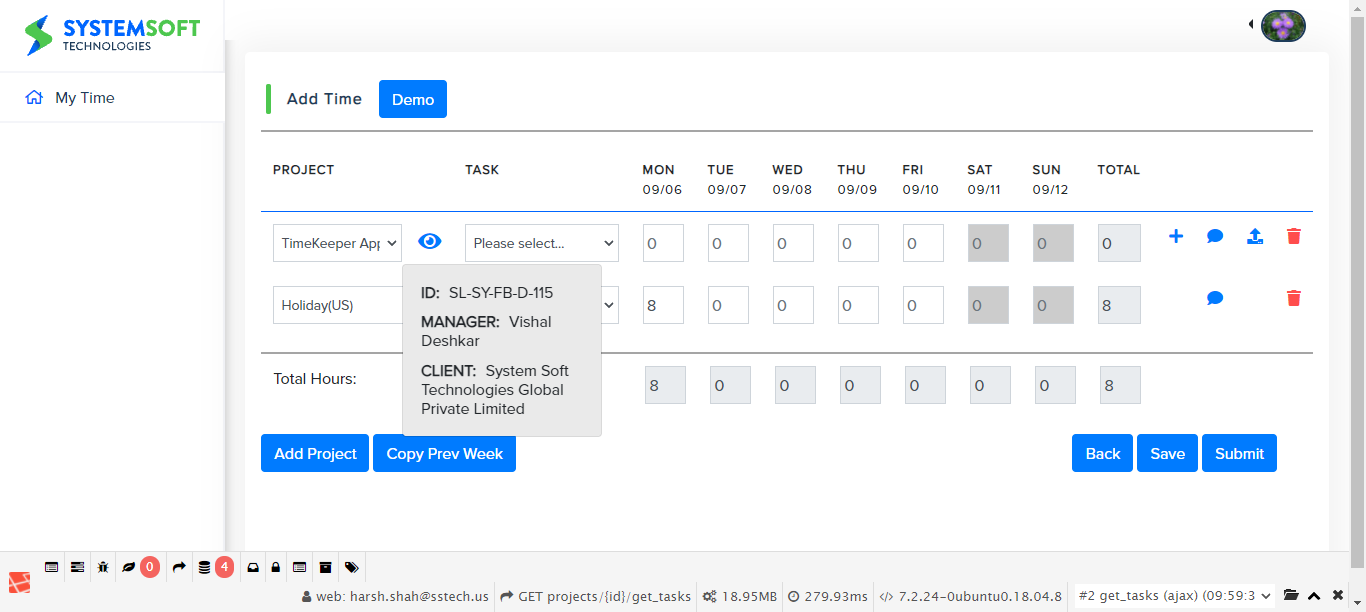 SYSTEMSOFT
TECHNOLOGIES
My Time
Add Time
Demo
PROJECT TASK MON TUE WED THU FRI SAT SUN TOTAL
09/06 09/07 09/08 09/09 09/10 09/11 09/12
TimeKeeper App Please select... 0 0 0 0 0 0 0 0
ID: SL-SY-FB-D-115
Holiday(US) 8 0 0 0 0 0 0 8
MANAGER: Vishal
Deshkar
CLIENT: System Soft
Technologies Global
Private Limited
Total Hours: 8 0 0 0 0 0 0 8
Add Project Copy Prev Week Back Save Submit
0 4
web: harsh.shah@sstech.us GET projects/{id}/get_tasks 18.95MB 279.93ms </> 7.2.24-0ubuntu0.18.04.8 #2 get_tasks (ajax) (09:59:3